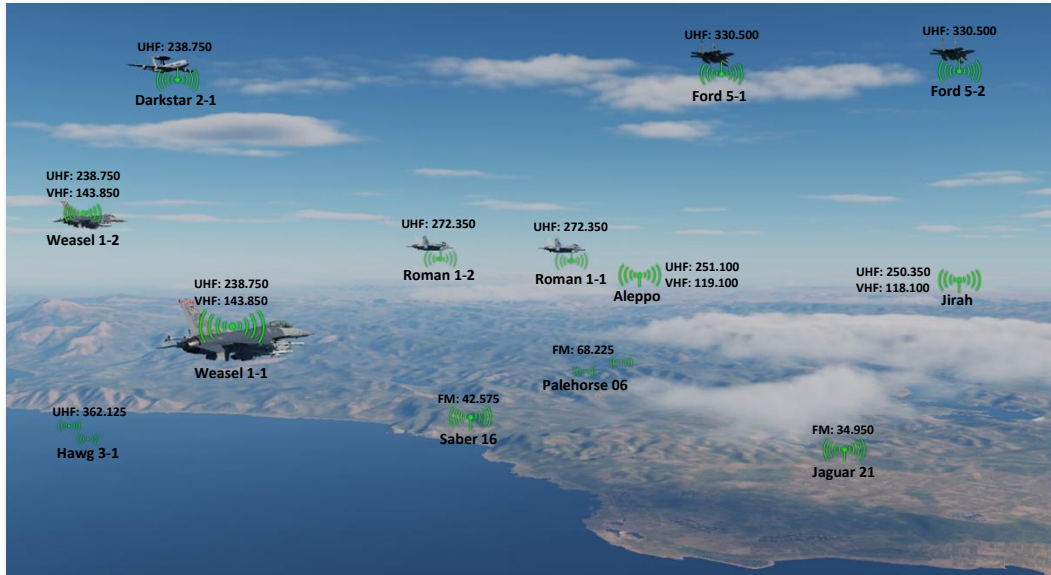 UHF: 238.750
Darkstar 2-1
UHF: 330.500
Ford 5-1
UHF: 330.500
Ford 5-2
UHF: 238.750
VHF: 143.850
Weasel 1-2
UHF: 272.350
Roman 1-2
UHF: 272.350
Roman 1-1
UHF: 251.100
VHF: 119.100
Aleppo
UHF: 250.350
VHF: 118.100
Jirah
UHF: 238.750
VHF: 143.850
Weasel 1-1
FM: 68.225
Palehorse 06
UHF: 362.125
Hawg 3-1
FM: 42.575
Saber 16
FM: 34.950
Jaguar 21